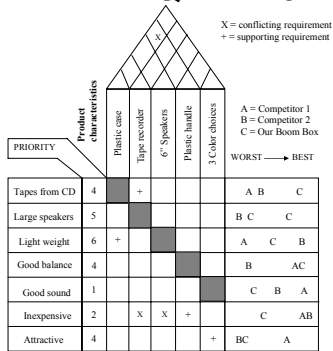 X = conflicting requirement
+ = supporting requirement
X
A = Competitor 1
B = Competitor 2
C = Our Boom Box
PRIORITY
Product characteristics
Plastic case
Tape recorder
6" Speakers
Plastic handle
3 Color choices
WORST BEST
Tapes from CD 4 + A B C
Large speakers 5 B C C
Light weight 6 + A C B
Good balance 4 B AC
Good sound 1 C B A
Inexpensive 2 X X + C AB
Attractive 4 + BC A